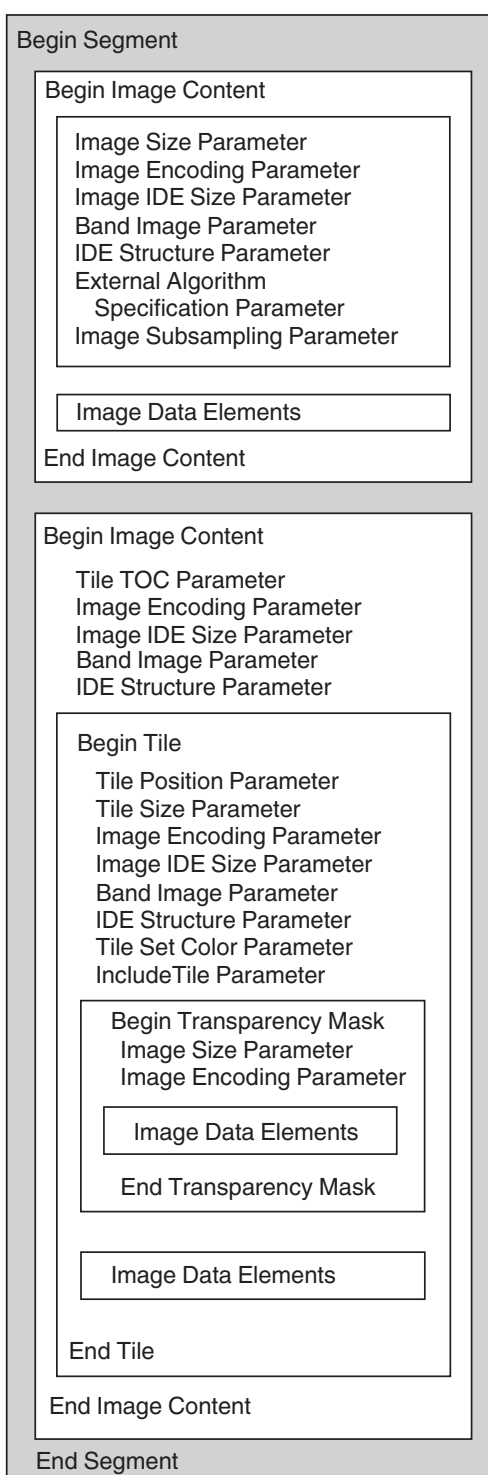 Begin Segment
Begin Image Content
Image Size Parameter
Image Encoding Parameter
Image IDE Size Parameter
Band Image Parameter
IDE Structure Parameter
External Algorithm
Specification Parameter
Image Subsampling Parameter
Image Data Elements
End Image Content
Begin Image Content
Tile TOC Parameter
Image Encoding Parameter
Image IDE Size Parameter
Band Image Parameter
IDE Structure Parameter
Begin Tile
Tile Position Parameter
Tile Size Parameter
Image Encoding Parameter
Image IDE Size Parameter
Band Image Parameter
IDE Structure Parameter
Tile Set Color Parameter
IncludeTile Parameter
Begin Transparency Mask
Image Size Parameter
Image Encoding Parameter
Image Data Elements
End Transparency Mask
Image Data Elements
End Tile
End Image Content
End Segment